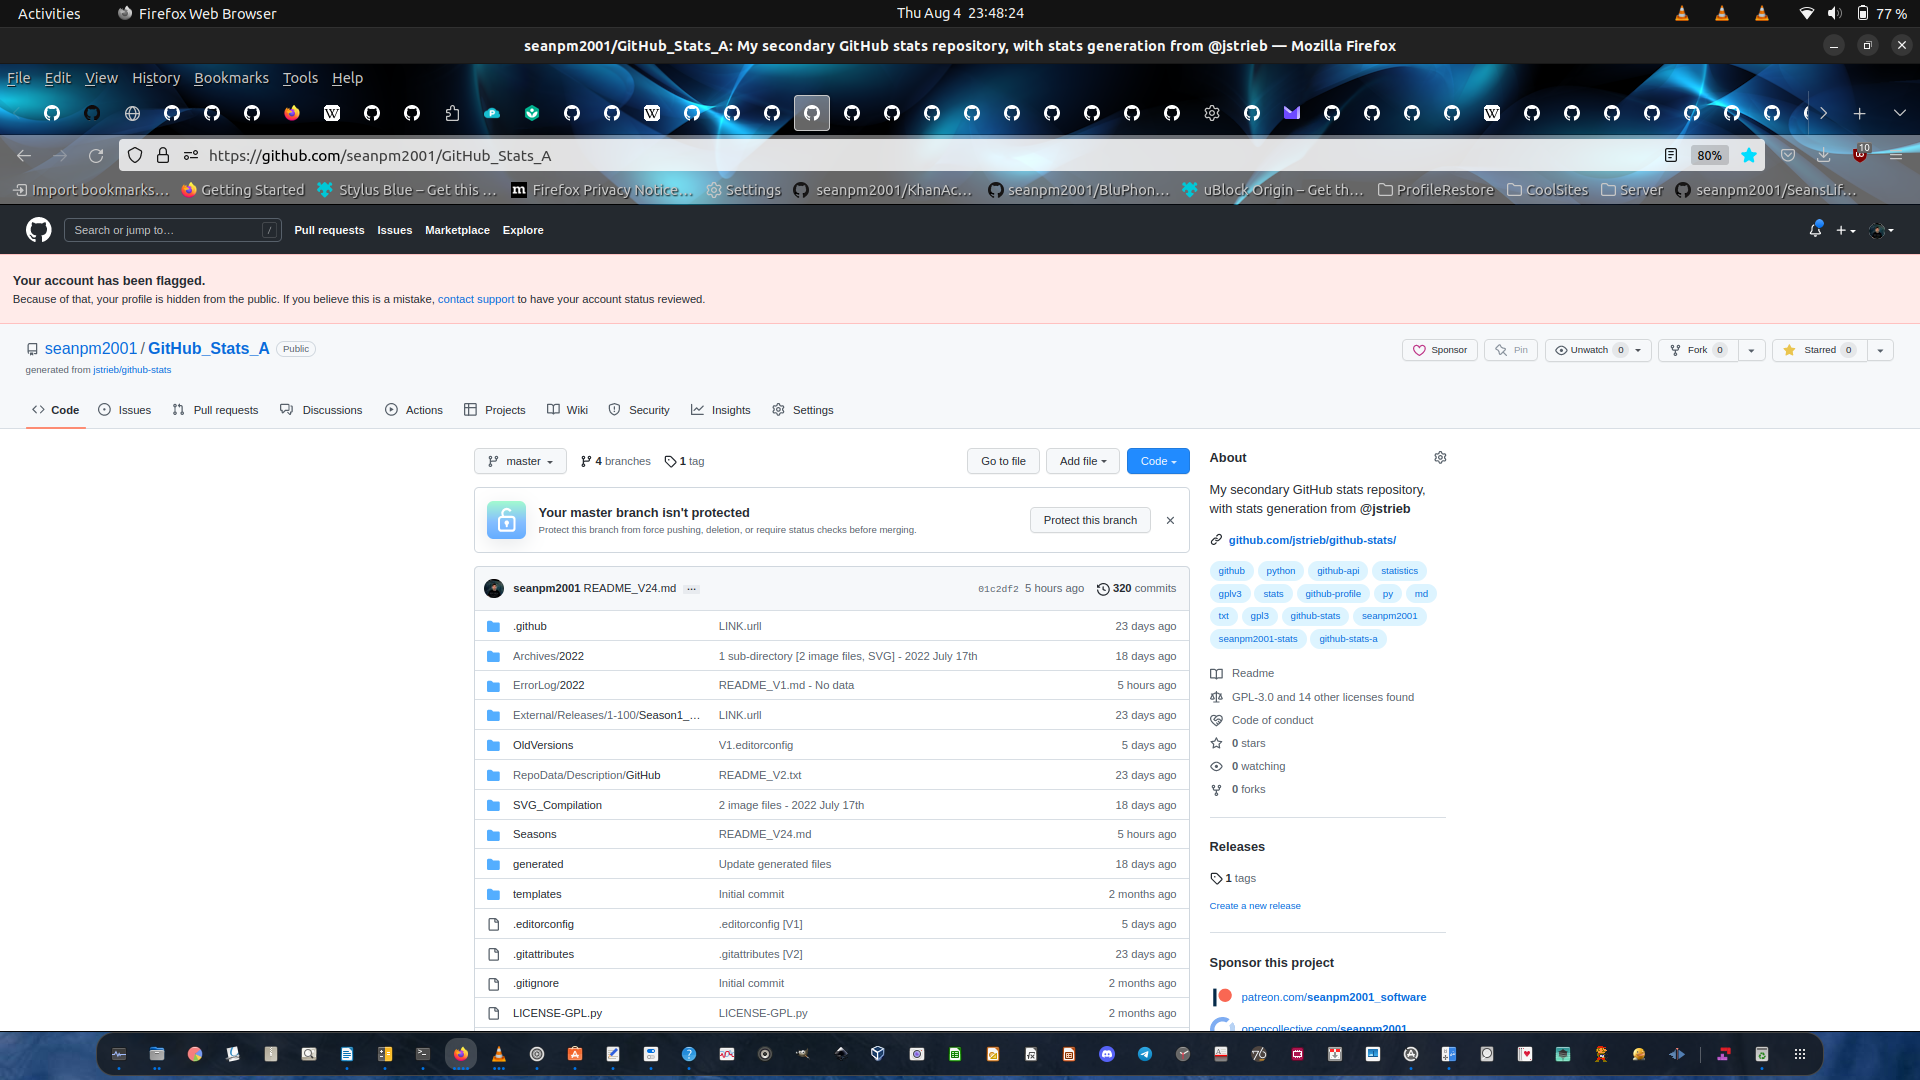 Activities Firefox Web Browser Thu Aug 4 23:48:24 77 %
seanpm2001/GitHub_Stats_A: My secondary GitHub stats repository, with stats generation from @jstrieb — Mozilla Firefox
File Edit View History Bookmarks Tools Help
https://github.com/seanpm2001/GitHub_Stats_A 80% 10
Import bookmarks… Getting Started Stylus Blue – Get this … Firefox Privacy Notice… Settings seanpm2001/KhanAc… seanpm2001/BluPhon… uBlock Origin – Get th… ProfileRestore CoolSites Server seanpm2001/SeansLif…
Search or jump to… / Pull requests Issues Marketplace Explore
Your account has been flagged.
Because of that, your profile is hidden from the public. If you believe this is a mistake, contact support to have your account status reviewed.
seanpm2001 / GitHub_Stats_A Public Sponsor Pin Unwatch 0 Fork 0 Starred 0
generated from jstrieb/github-stats
Code Issues Pull requests Discussions Actions Projects Wiki Security Insights Settings
master 4 branches 1 tag Go to file Add file Code
Your master branch isn't protected
Protect this branch from force pushing, deletion, or require status checks before merging.
Protect this branch
seanpm2001 README_V24.md … 01c2df2 5 hours ago 320 commits
.github LINK.urll 23 days ago
Archives/2022 1 sub-directory [2 image files, SVG] - 2022 July 17th 18 days ago
ErrorLog/2022 README_V1.md - No data 5 hours ago
External/Releases/1-100/Season1_… LINK.urll 23 days ago
OldVersions V1.editorconfig 5 days ago
RepoData/Description/GitHub README_V2.txt 23 days ago
SVG_Compilation 2 image files - 2022 July 17th 18 days ago
Seasons README_V24.md 5 hours ago
generated Update generated files 18 days ago
templates Initial commit 2 months ago
.editorconfig .editorconfig [V1] 5 days ago
.gitattributes .gitattributes [V2] 23 days ago
.gitignore Initial commit 2 months ago
LICENSE-GPL.py LICENSE-GPL.py 2 months ago
About
My secondary GitHub stats repository,
with stats generation from @jstrieb
github.com/jstrieb/github-stats/
github python github-api statistics
gplv3 stats github-profile py md
txt gpl3 github-stats seanpm2001
seanpm2001-stats github-stats-a
Readme
GPL-3.0 and 14 other licenses found
Code of conduct
0 stars
0 watching
0 forks
Releases
1 tags
Create a new release
Sponsor this project
patreon.com/seanpm2001_software
opencollective.com/seanpm2001